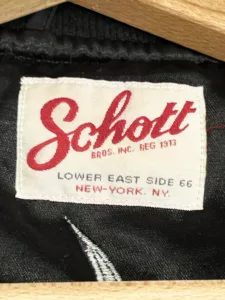 Schott
BROS. INC. REG 1913
LOWER EAST SIDE 66
NEW-YORK. NY.